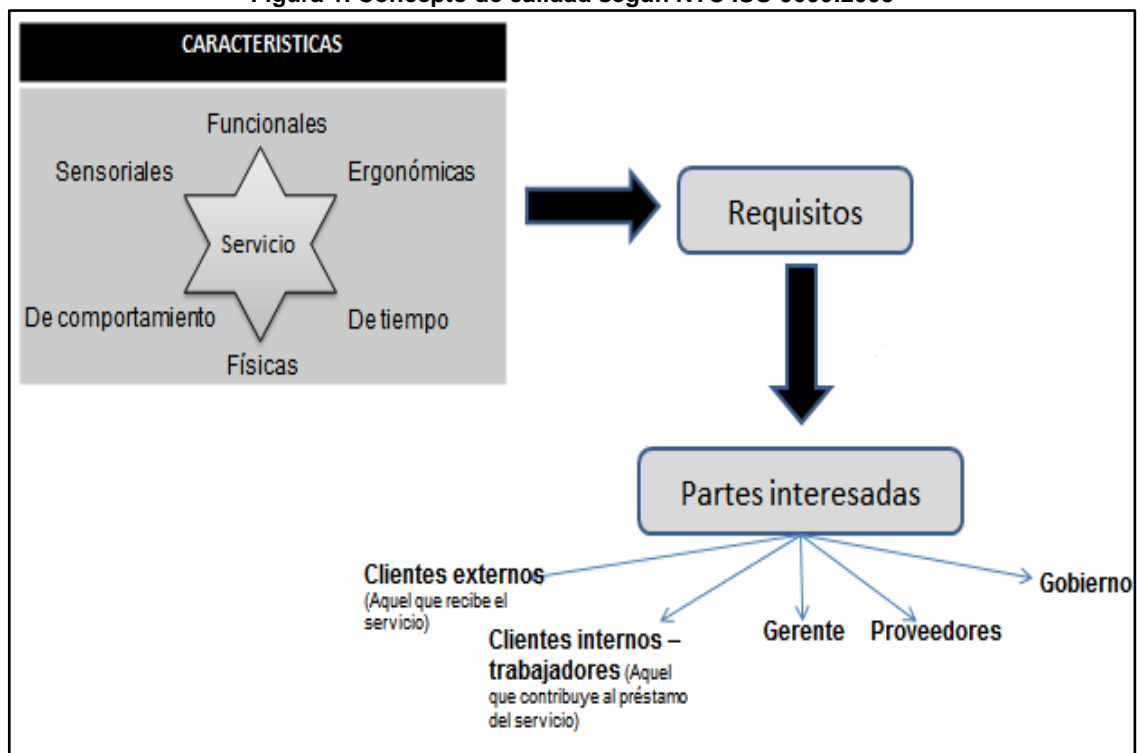 CARACTERISTICAS
Funcionales
Sensoriales
Ergonómicas
Servicio
De comportamiento
De tiempo
Físicas
Requisitos
Partes interesadas
Clientes externos
(Aquel que recibe el
servicio)
Clientes internos –
trabajadores (Aquel
que contribuye al préstamo
del servicio)
Gerente
Proveedores
Gobierno